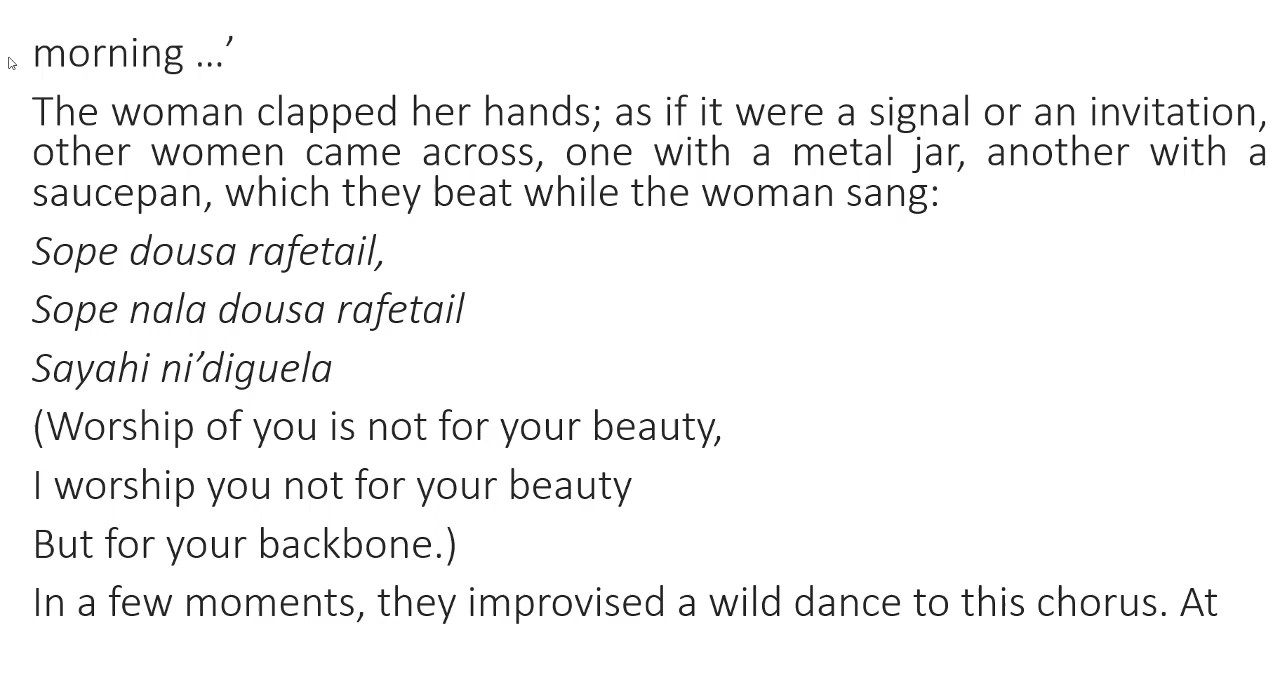 morning …’
The woman clapped her hands; as if it were a signal or an invitation,
other women came across, one with a metal jar, another with a
saucepan, which they beat while the woman sang:
Sope dousa rafetail,
Sope nala dousa rafetail
Sayahi ni’diguela
(Worship of you is not for your beauty,
I worship you not for your beauty
But for your backbone.)
In a few moments, they improvised a wild dance to this chorus. At